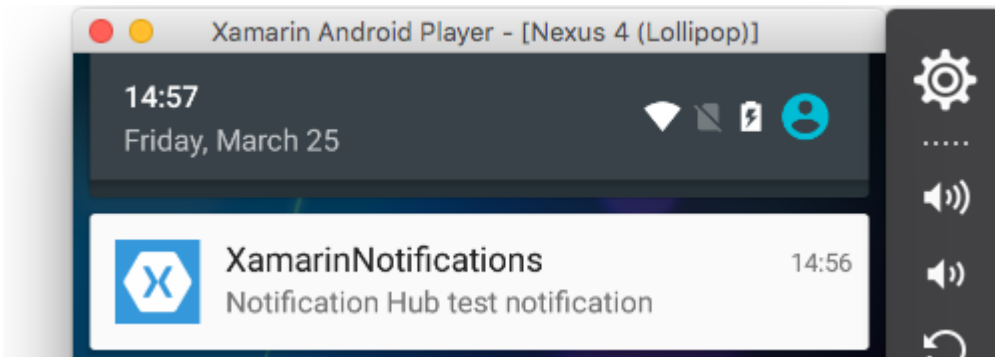 Xamarin Android Player - [Nexus 4 (Lollipop)]
14:57
Friday, March 25
XamarinNotifications
14:56
Notification Hub test notification